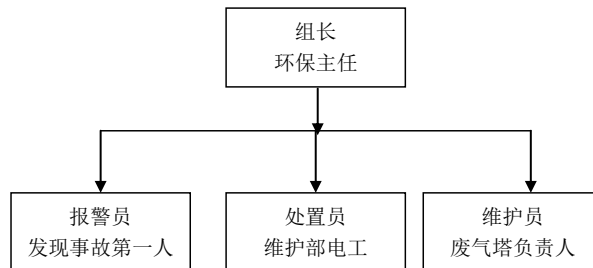 组长
环保主任
报警员
发现事故第一人
处置员
维护部电工
维护员
废气塔负责人